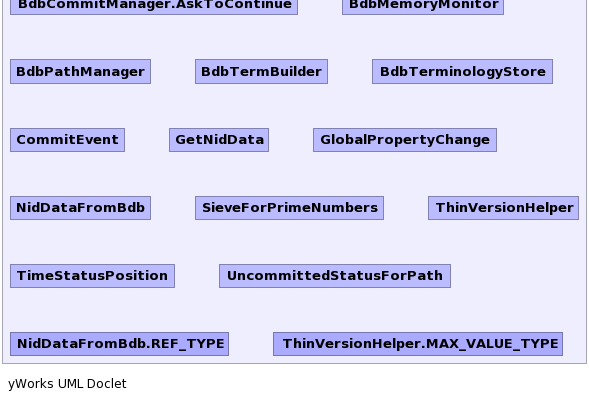 BdbCommitManager.AskToContinue BdbMemoryMonitor
BdbPathManager BdbTermBuilder BdbTerminologyStore
CommitEvent GetNidData GlobalPropertyChange
NidDataFromBdb SieveForPrimeNumbers ThinVersionHelper
TimeStatusPosition UncommittedStatusForPath
NidDataFromBdb.REF_TYPE ThinVersionHelper.MAX_VALUE_TYPE
yWorks UML Doclet